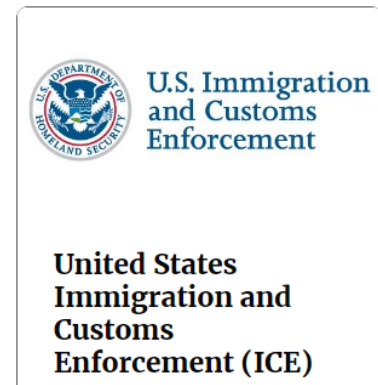 U.S. DEPARTMENT OF
HOMELAND SECURITY
U.S. Immigration
and Customs
Enforcement
United States
Immigration and
Customs
Enforcement (ICE)